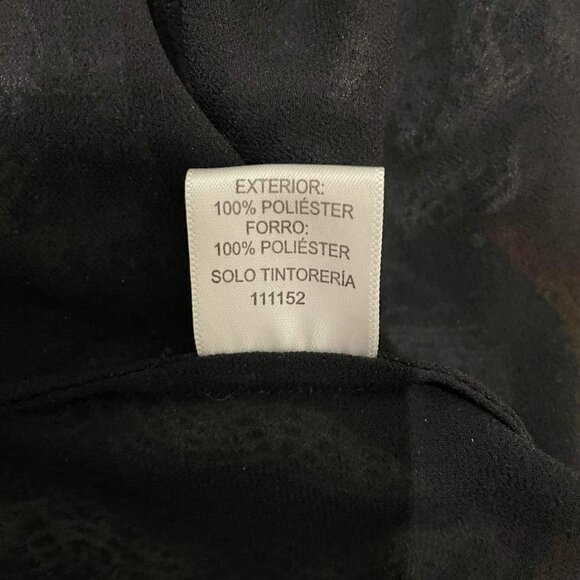 EXTERIOR:
100% POLIÉSTER
FORRO:
100% POLIÉSTER
SOLO TINTORERÍA
111152